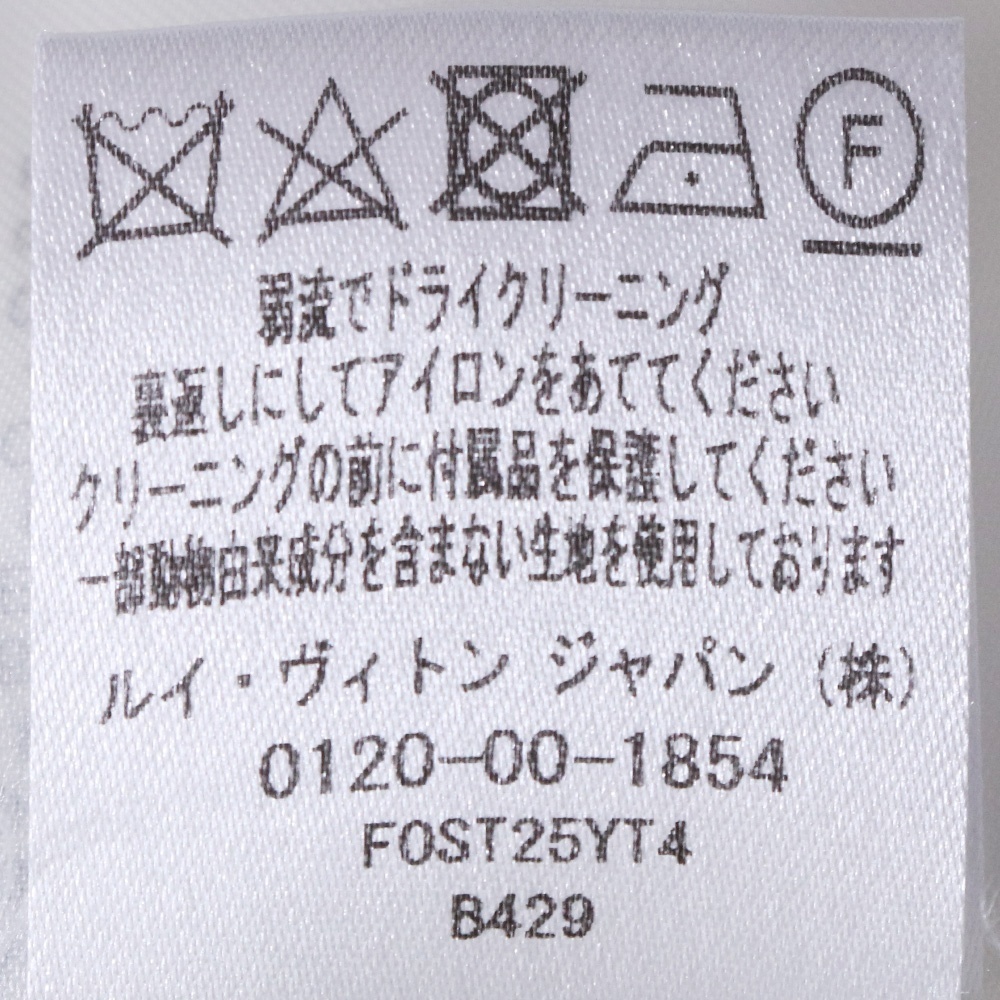 F
弱流でドライクリーニング
裏返しにしてアイロンをあててください
クリーニングの前に付属品を保護してください
一部動物由来成分を含まない生地を使用しております
ルイ・ヴィトン ジャパン (株)
0120-00-1854
FOST25YT4
B429